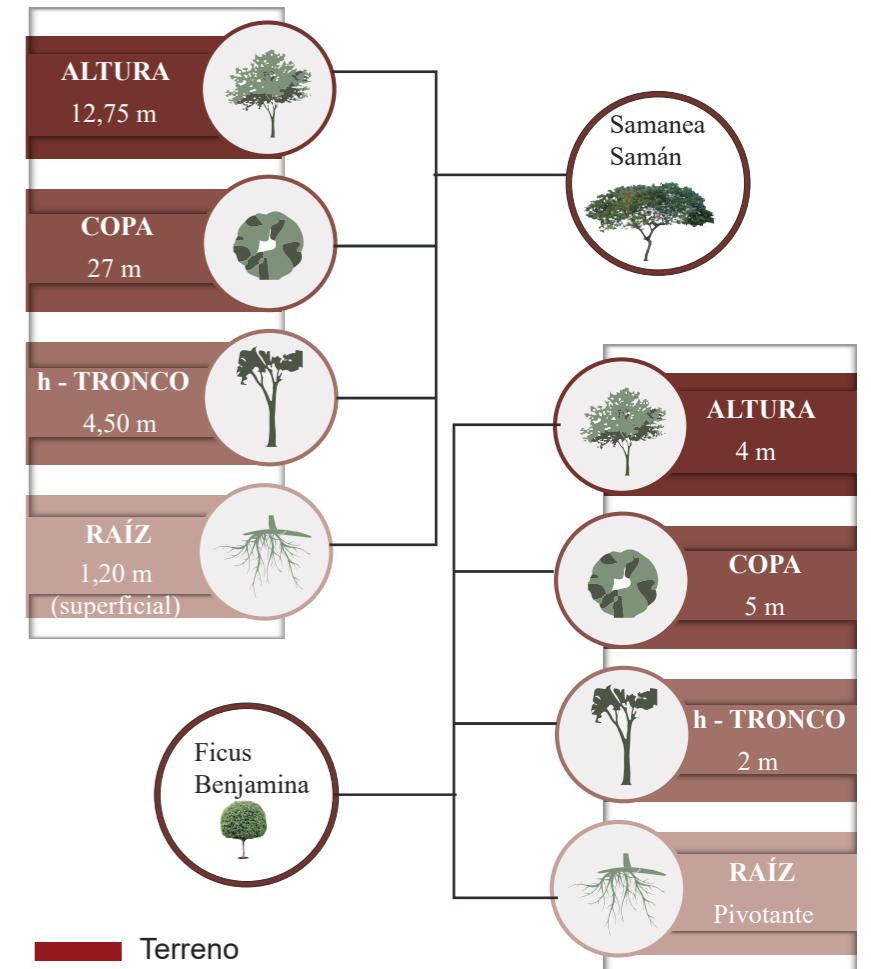 ALTURA
12,75 m
COPA
27 m
h - TRONCO
4,50 m
RAÍZ
1,20 m
(superficial)
Samanea
Samán
ALTURA
4 m
COPA
5 m
h - TRONCO
2 m
RAÍZ
Pivotante
Ficus
Benjamina
Terreno